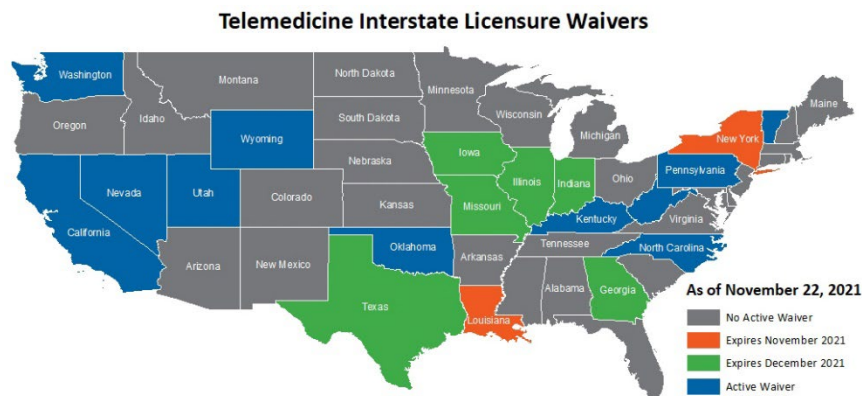 Telemedicine Interstate Licensure Waivers
Washington
Montana
North Dakota
Minnesota
Maine
Oregon
Idaho
Wyoming
South Dakota
Wisconsin
Michigan
New York
Nevada
Utah
Colorado
Nebraska
Iowa
Illinois
Indiana
Ohio
Pennsylvania
California
Kansas
Missouri
Kentucky
Virginia
Arizona
New Mexico
Oklahoma
Arkansas
Tennessee
North Carolina
Texas
Louisiana
Alabama
Georgia
As of November 22, 2021
No Active Waiver
Expires November 2021
Expires December 2021
Active Waiver